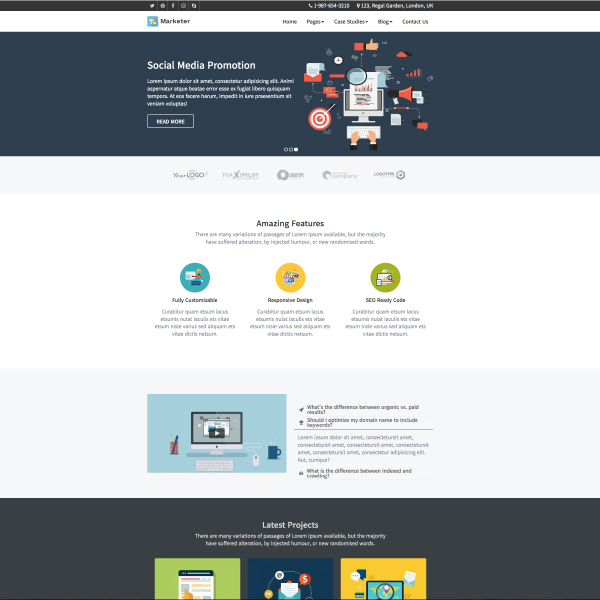 1-987-654-3210 123, Regal Garden, London, UK
Marketer
Home Pages Case Studies Blog Contact Us
Social Media Promotion
Lorem ipsum dolor sit amet, consectetur adipisicing elit. Animi
aspernatur atque beatae error esse ex fugiat libero quisquam
tempora. At eos facere harum, impedit in iure praesentium sit
veniam voluptas!
READ MORE
YourLOGO MAXIMUM company LOGOTYPE
Amazing Features
There are many variations of passages of Lorem Ipsum available, but the majority
have suffered alteration, by injected humour, or new randomised words.
Fully Customizable Responsive Design SEO Ready Code
Curabitur quam etsum lacus Curabitur quam etsum lacus Curabitur quam etsum lacus
etsumis nulat iaculis vitae etsumis nulat iaculis vitae etsumis nulat iaculis vitae
etsum nisle varius sed aliquam ets etsum nisle varius sed aliquam ets etsum nisle varius sed aliquam ets
vitae dictis netsum. vitae dictis netsum. vitae dictis netsum.
What's the difference between organic vs. paid
results?
Should I optimize my domain name to include
keywords?
Lorem ipsum dolor sit amet, consectetursit amet,
consectetursit amet, consectetursit amet, consectetursit
amet, consectetursit amet, consectetur adipisicing elit.
Aut, cumque?
What is the difference between indexed and
crawling?
Latest Projects
There are many variations of passages of Lorem Ipsum available, but the majority
have suffered alteration, by injected humour, or new randomised words.